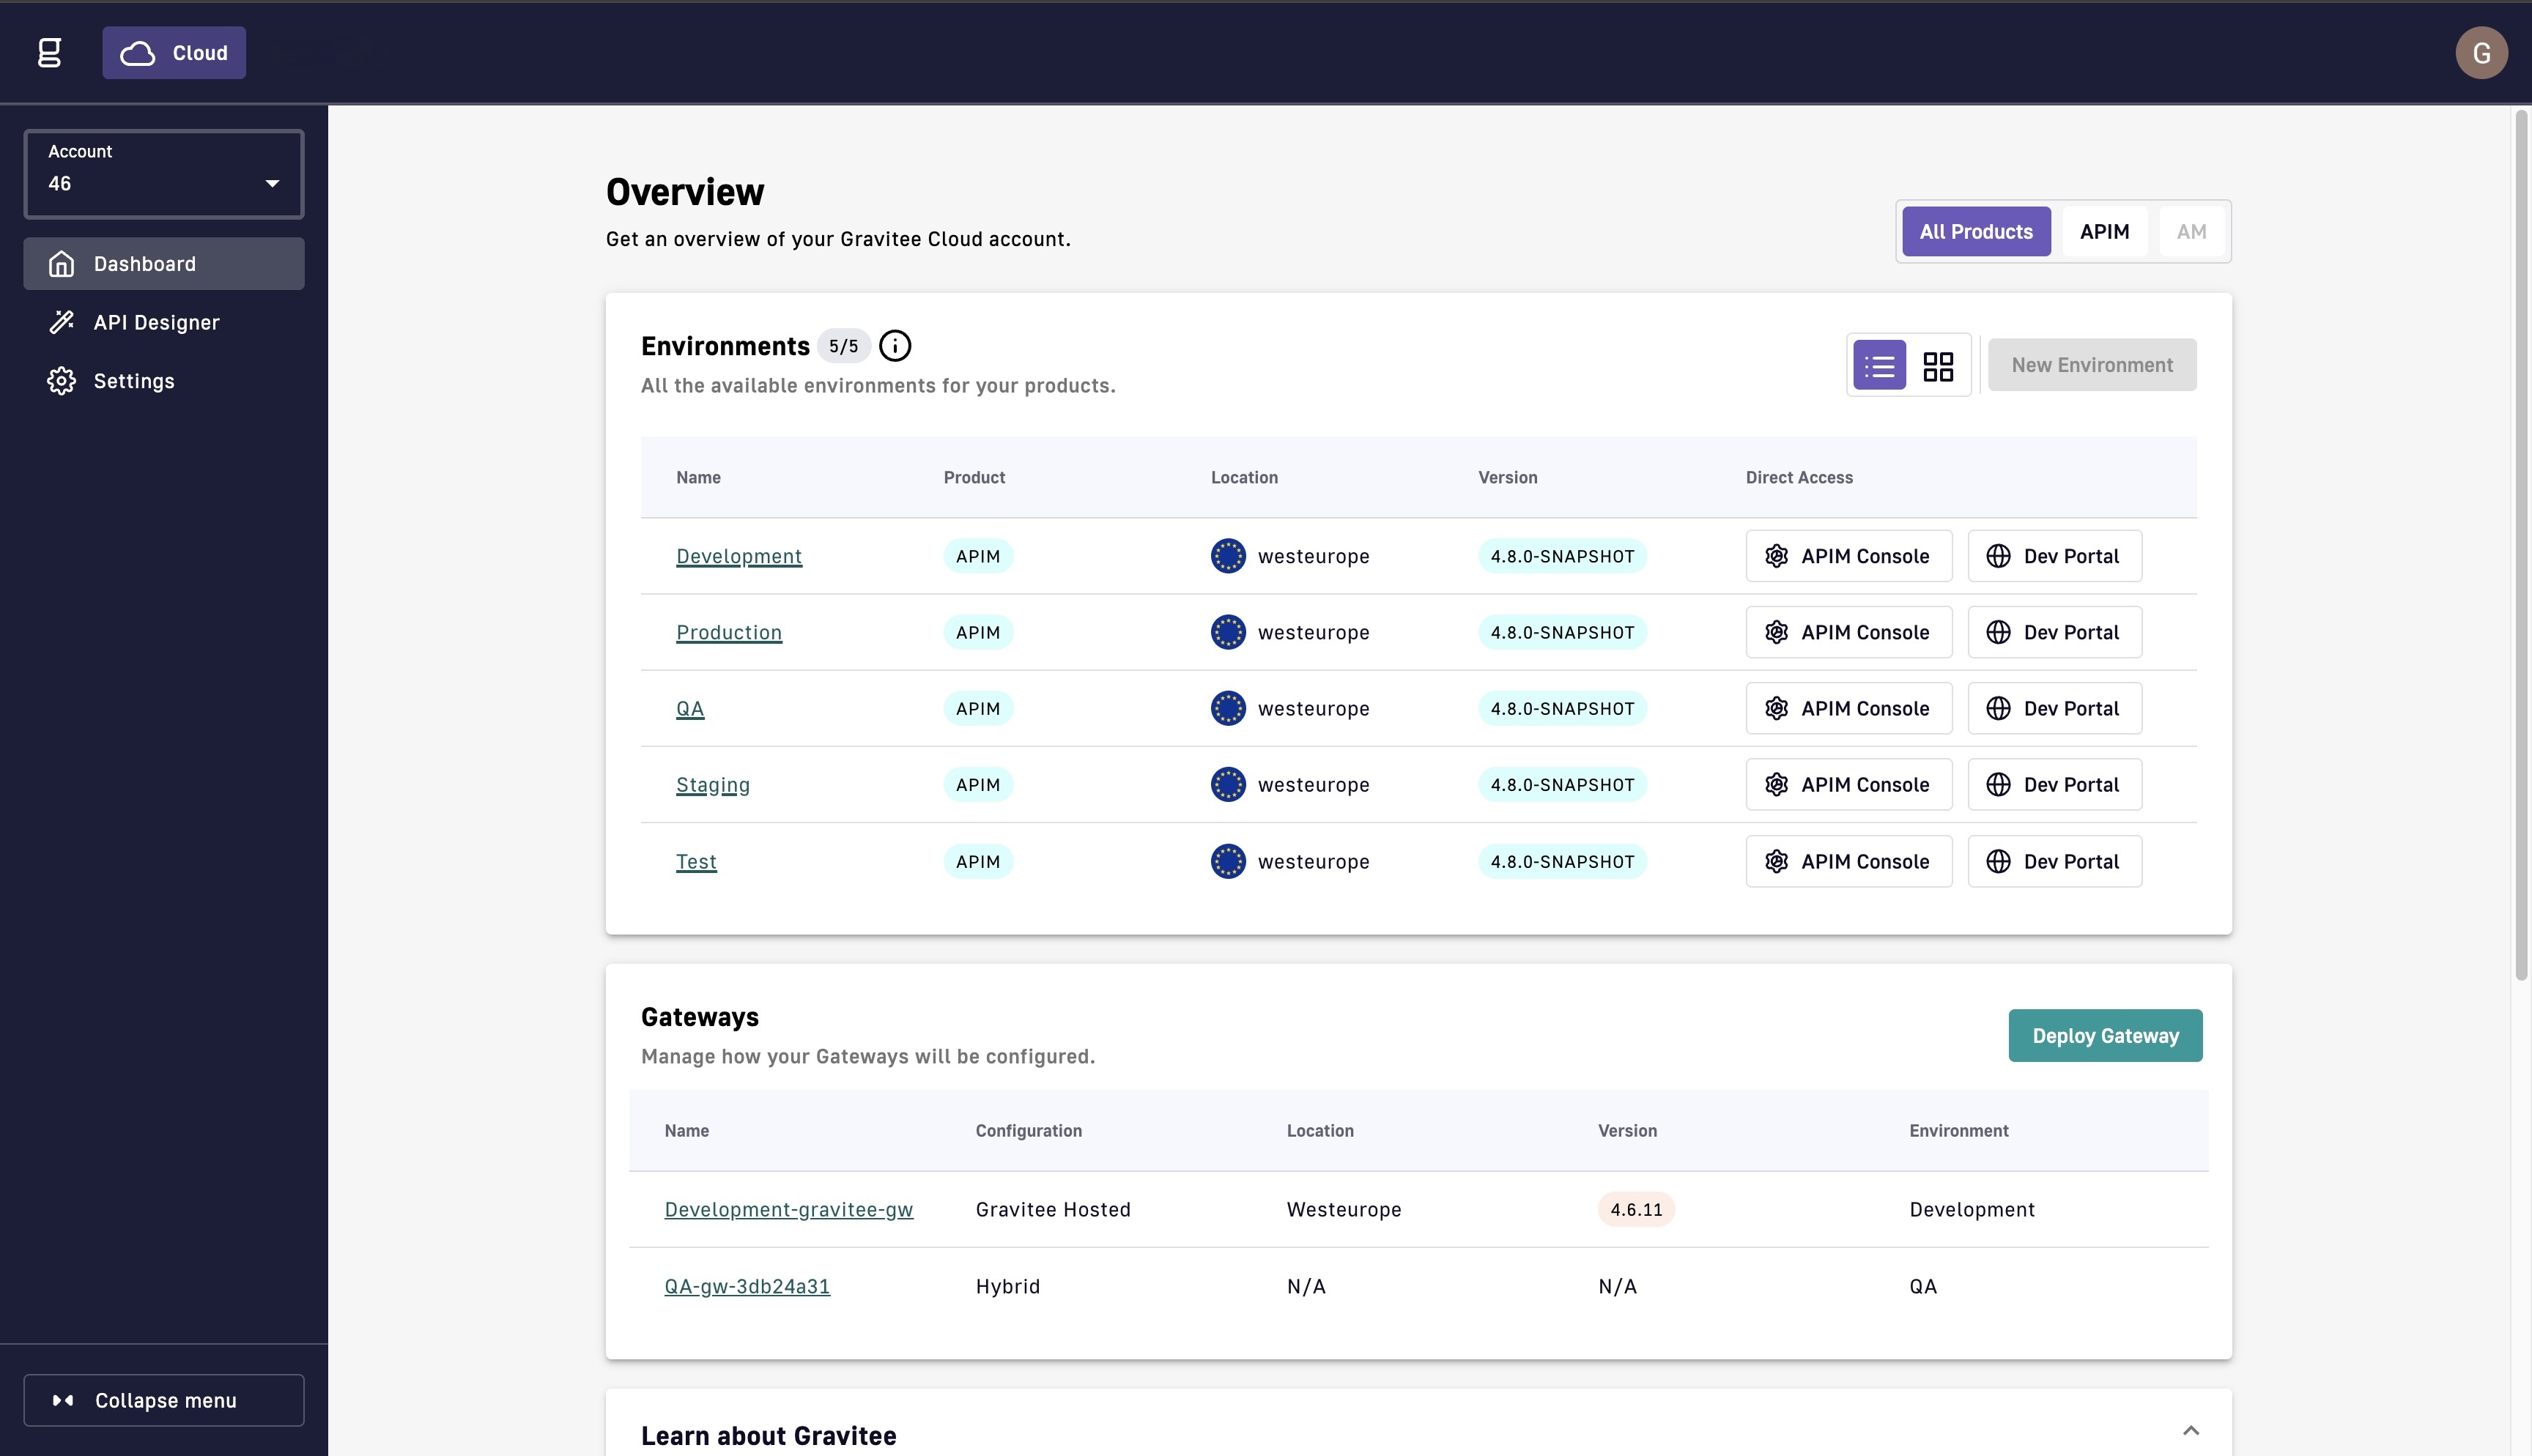 g Cloud G
Account
46
Dashboard
API Designer
Settings
Collapse menu
Overview
Get an overview of your Gravitee Cloud account.
All Products APIM AM
Environments 5/5
All the available environments for your products.
New Environment
Name Product Location Version Direct Access
Development APIM westeurope 4.8.0-SNAPSHOT APIM Console Dev Portal
Production APIM westeurope 4.8.0-SNAPSHOT APIM Console Dev Portal
QA APIM westeurope 4.8.0-SNAPSHOT APIM Console Dev Portal
Staging APIM westeurope 4.8.0-SNAPSHOT APIM Console Dev Portal
Test APIM westeurope 4.8.0-SNAPSHOT APIM Console Dev Portal
Gateways
Manage how your Gateways will be configured.
Deploy Gateway
Name Configuration Location Version Environment
Development-gravitee-gw Gravitee Hosted Westeurope 4.6.11 Development
QA-gw-3db24a31 Hybrid N/A N/A QA
Learn about Gravitee